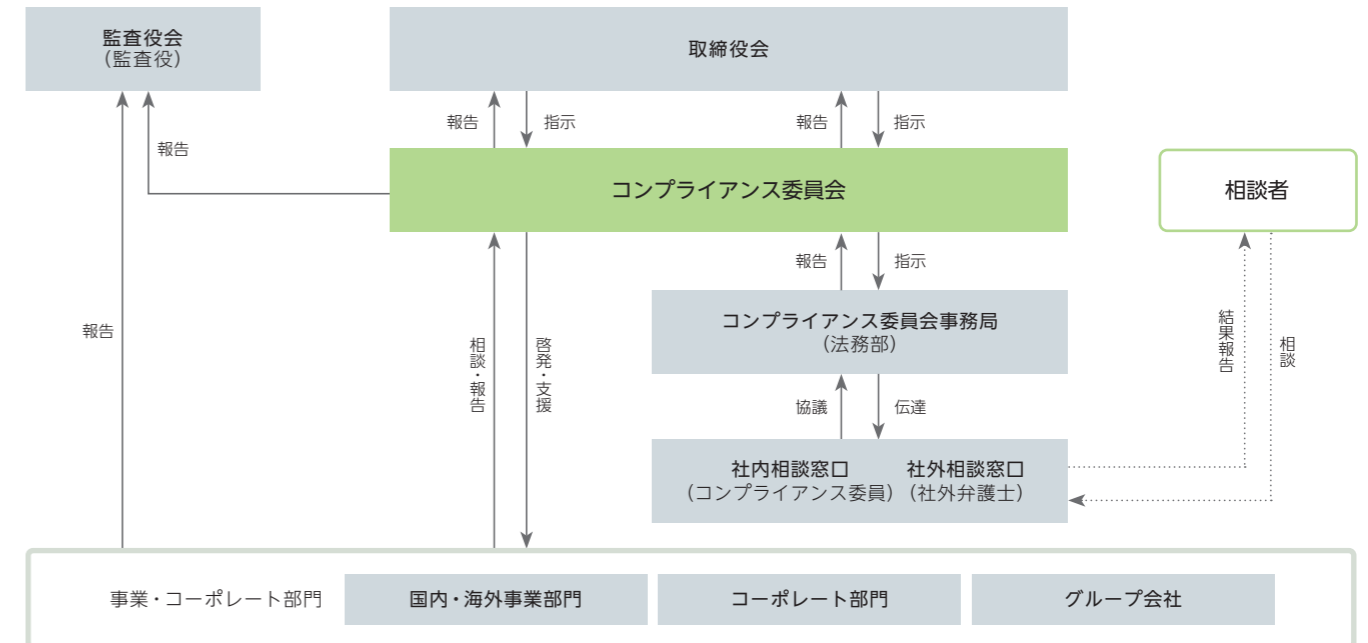 監査役会
（監査役）
取締役会
報告
指示
報告
指示
報告
コンプライアンス委員会
相談者
報告
指示
報告
相談・報告
啓発・支援
コンプライアンス委員会事務局
（法務部）
結果報告
相談
協議
伝達
社内相談窓口
（コンプライアンス委員）
社外相談窓口
（社外弁護士）
事業・コーポレート部門
国内・海外事業部門
コーポレート部門
グループ会社